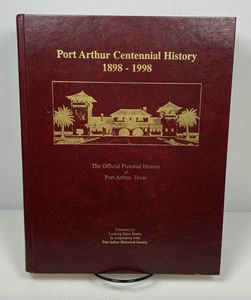 Port Arthur Centennial History
1898 - 1998
The Official Pictorial History
of
Port Arthur, Texas
Published by
Looking Glass Media
In cooperation with
Port Arthur Historical Society